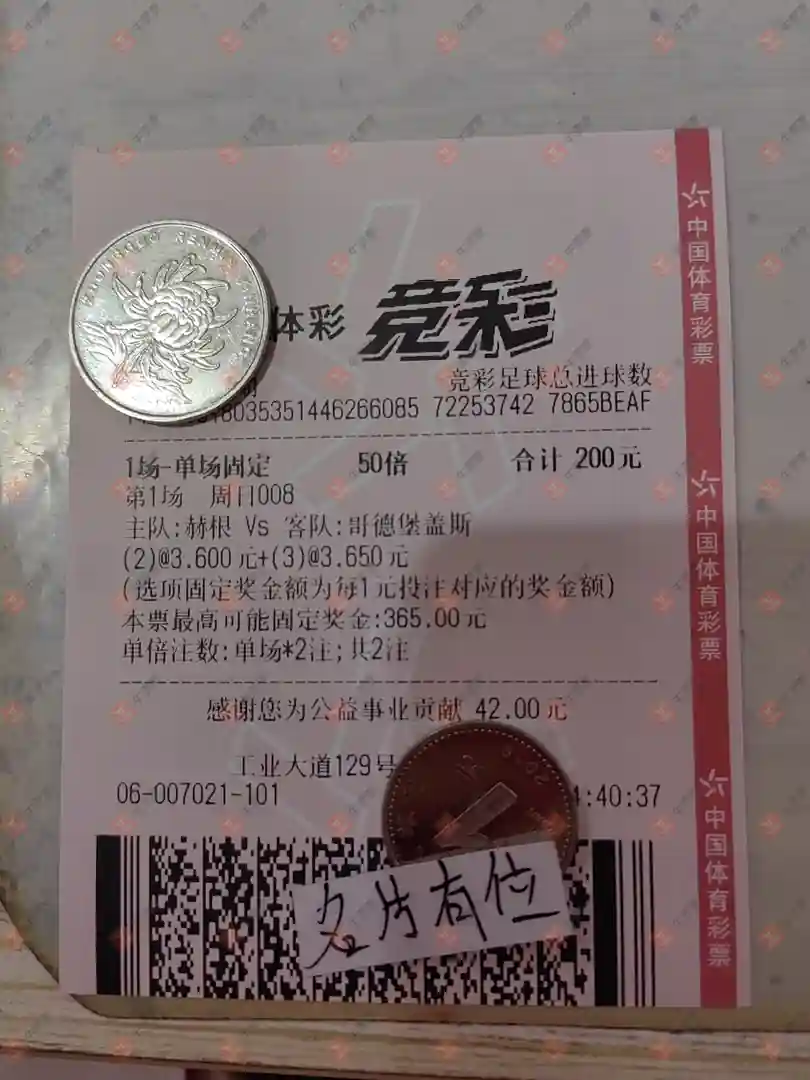 体彩 竞彩
竞彩足球总进球数
8035351446266085 72253742 7865BEAF
1场-单场固定 50倍 合计 200元
第1场 周日008
主队:赫根 Vs 客队:哥德堡盖斯
(2)@3.600元+(3)@3.650元
(选项固定奖金额为每1元投注对应的奖金额)
本票最高可能固定奖金:365.00元
单倍注数:单场*2注;共2注
感谢您为公益事业贡献 42.00元
工业大道129号
06-007021-101 4:40:37
名片有位
中国体育彩票
中国体育彩票
中国体育彩票